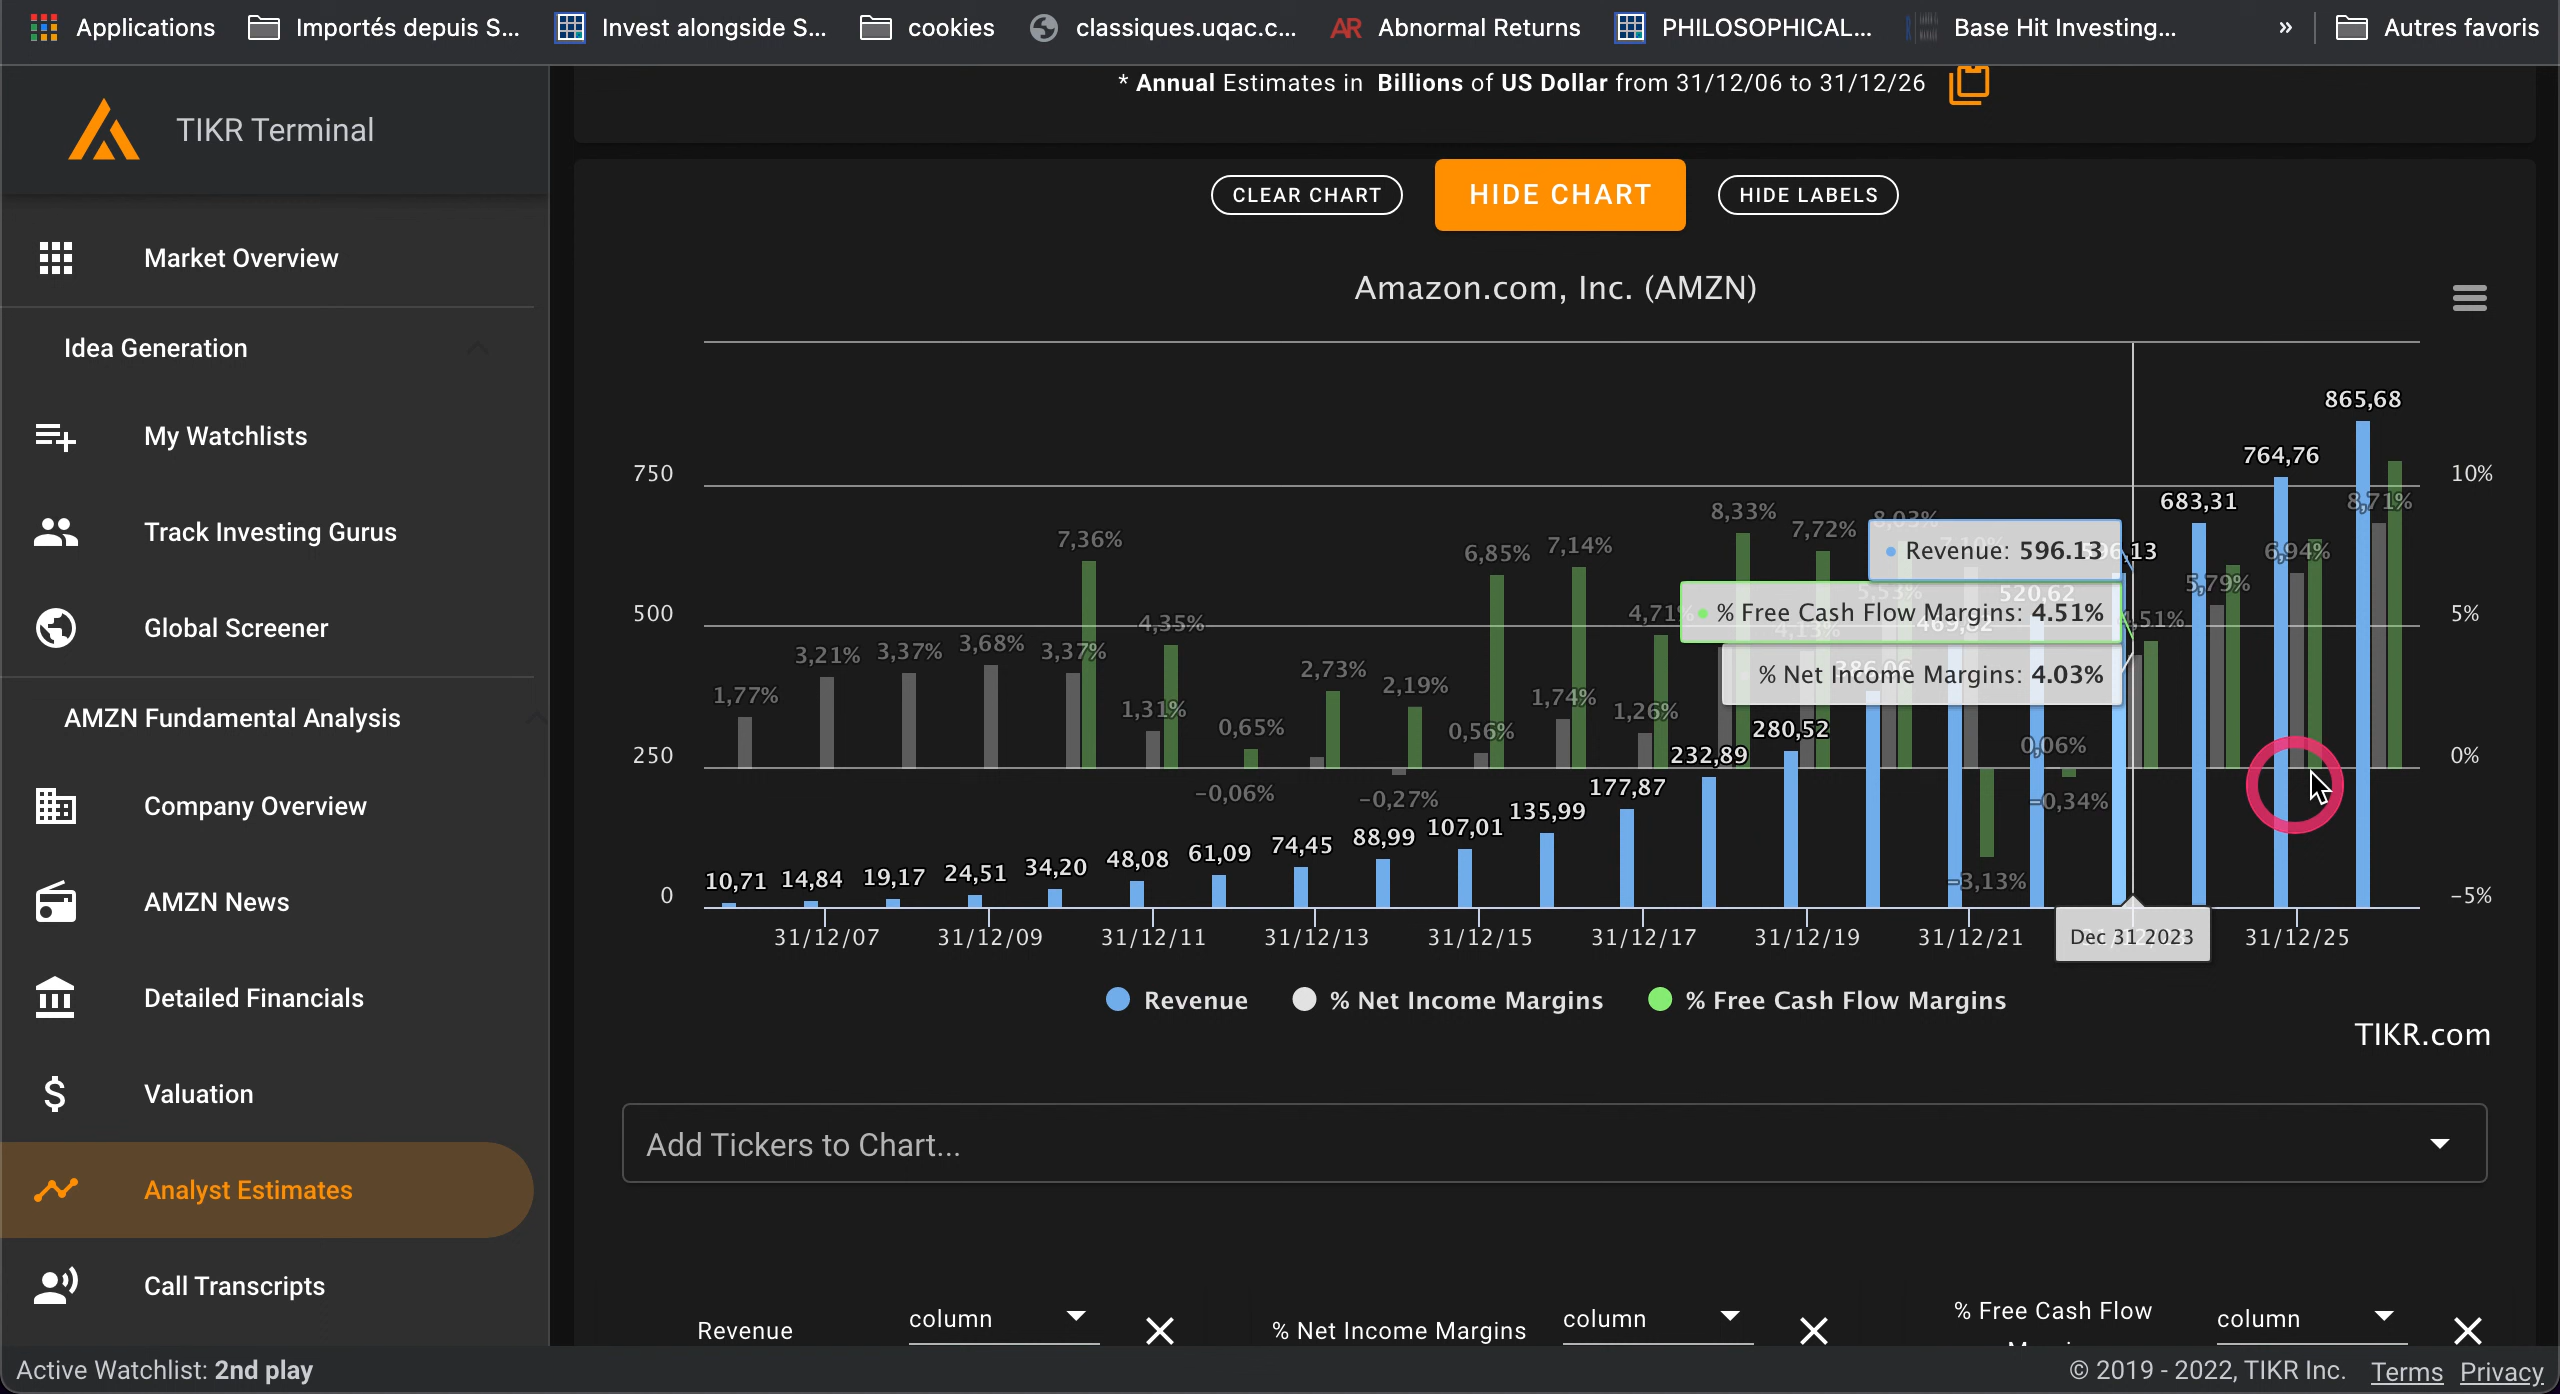 Applications
Importés depuis S...
Invest alongside S...
cookies
classiques.uqac.c...
AR Abnormal Returns
PHILOSOPHICAL...
Base Hit Investing...
»
Autres favoris
* Annual Estimates in Billions of US Dollar from 31/12/06 to 31/12/26
TIKR Terminal
Market Overview
Idea Generation
My Watchlists
Track Investing Gurus
Global Screener
AMZN Fundamental Analysis
Company Overview
AMZN News
Detailed Financials
Valuation
Analyst Estimates
Call Transcripts
CLEAR CHART
HIDE CHART
HIDE LABELS
Amazon.com, Inc. (AMZN)
750
500
250
0
10%
5%
0%
−5%
1,77%
3,21%
3,37%
3,68%
3,37%
7,36%
1,31%
4,35%
−0,06%
0,65%
2,73%
−0,27%
2,19%
0,56%
6,85%
1,74%
7,14%
1,26%
4,71%
8,33%
7,72%
4,13%
8,03%
5,53%
−3,13%
0,06%
−0,34%
5,79%
6,94%
8,71%
10,71
14,84
19,17
24,51
34,20
48,08
61,09
74,45
88,99
107,01
135,99
177,87
232,89
280,52
386,06
520,62
683,31
764,76
865,68
Revenue: 596.13
% Free Cash Flow Margins: 4.51%
% Net Income Margins: 4.03%
31/12/07
31/12/09
31/12/11
31/12/13
31/12/15
31/12/17
31/12/19
31/12/21
Dec 31 2023
31/12/25
Revenue
% Net Income Margins
% Free Cash Flow Margins
TIKR.com
Add Tickers to Chart...
Revenue
column
% Net Income Margins
column
% Free Cash Flow
column
Active Watchlist: 2nd play
© 2019 - 2022, TIKR Inc.
Terms
Privacy